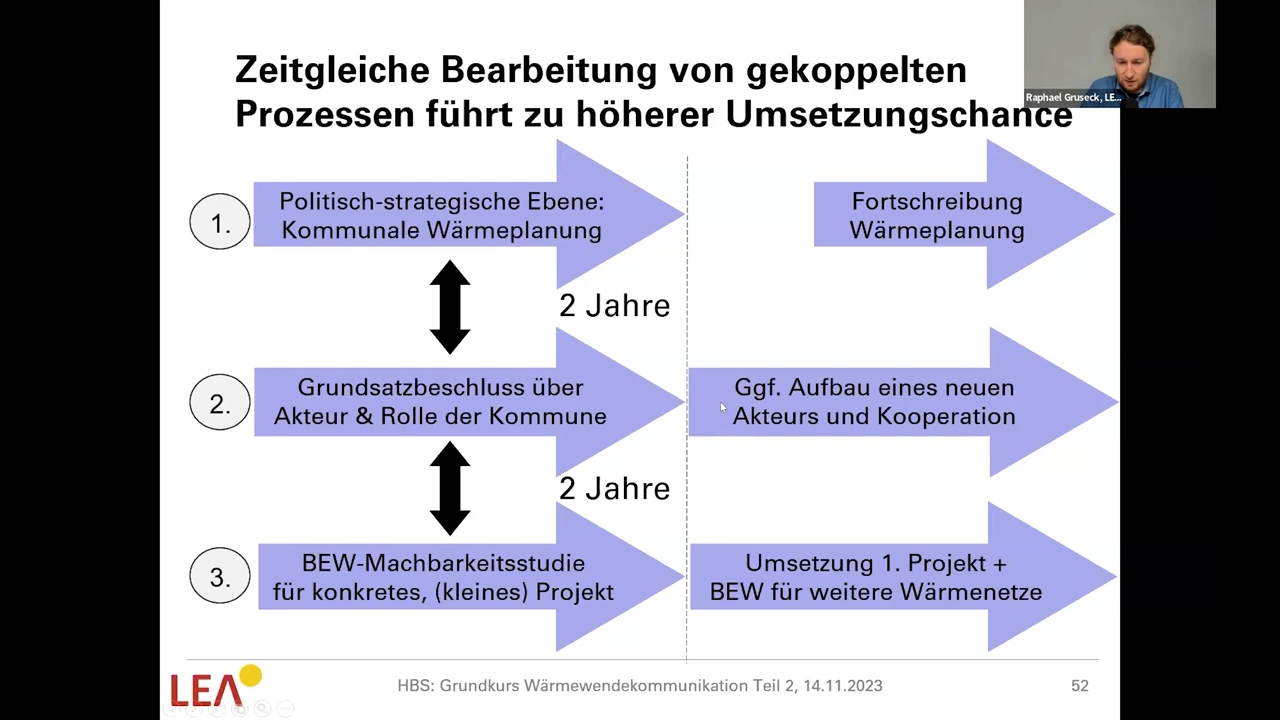 Zeitgleiche Bearbeitung von gekoppelten
Prozessen führt zu höherer Umsetzungschance
Raphael Gruseck, LE...
1.
Politisch-strategische Ebene:
Kommunale Wärmeplanung
Fortschreibung
Wärmeplanung
2 Jahre
2.
Grundsatzbeschluss über
Akteur & Rolle der Kommune
Ggf. Aufbau eines neuen
Akteurs und Kooperation
2 Jahre
3.
BEW-Machbarkeitsstudie
für konkretes, (kleines) Projekt
Umsetzung 1. Projekt +
BEW für weitere Wärmenetze
LEA
HBS: Grundkurs Wärmewendekommunikation Teil 2, 14.11.2023
52